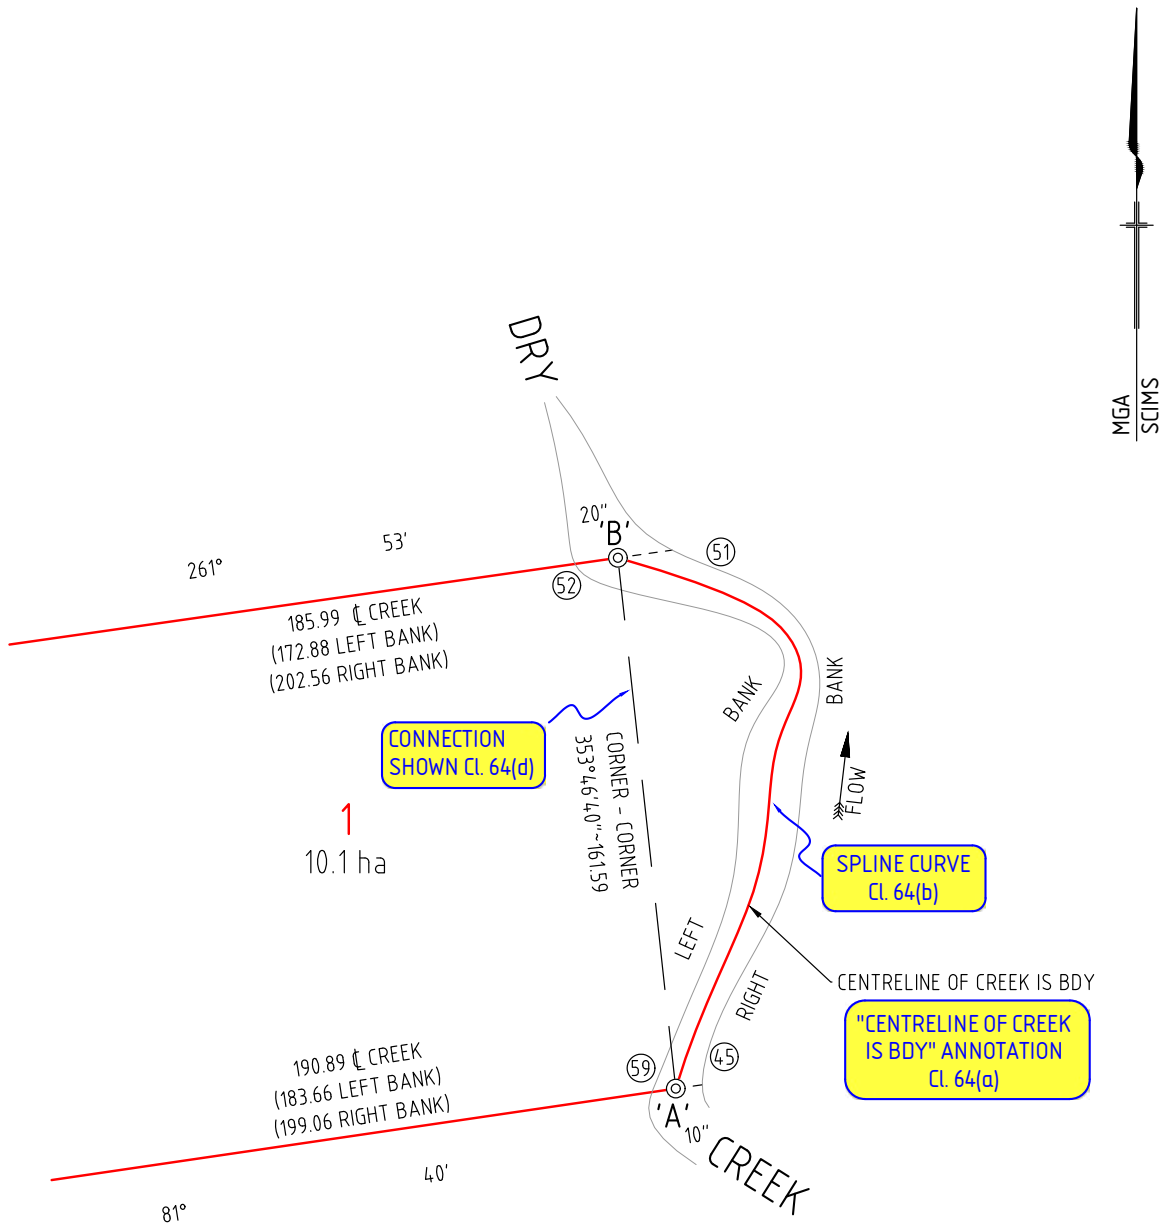 MGA
SCIMS
DRY
20"
'B'
51
52
261°
53'
185.99 ℄ CREEK
(172.88 LEFT BANK)
(202.56 RIGHT BANK)
BANK
BANK
CONNECTION
SHOWN Cl. 64(d)
CORNER - CORNER
353°46'40"~161.59
FLOW
1
10.1 ha
SPLINE CURVE
Cl. 64(b)
LEFT
RIGHT
CENTRELINE OF CREEK IS BDY
"CENTRELINE OF CREEK
IS BDY" ANNOTATION
Cl. 64(a)
190.89 ℄ CREEK
(183.66 LEFT BANK)
(199.06 RIGHT BANK)
59
45
'A'
10"
CREEK
81°
40'